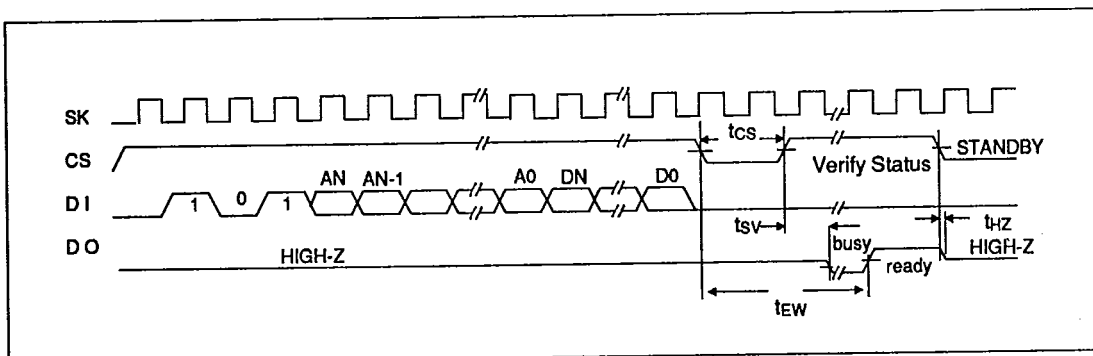 SK
CS
tCS
STANDBY
Verify Status
DI
1
0
1
AN
AN-1
A0
DN
D0
tSV
tHZ
DO
HIGH-Z
busy
ready
HIGH-Z
tEW